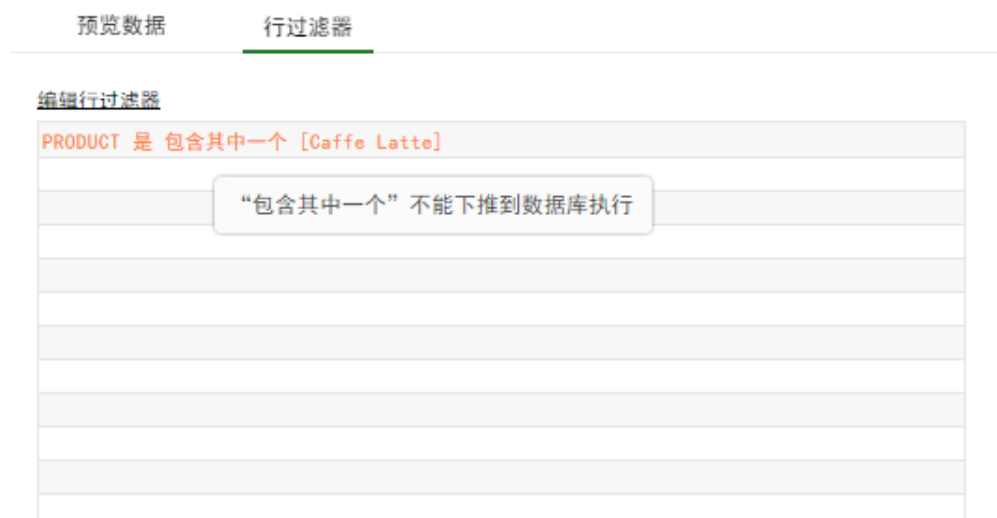 预览数据 行过滤器
编辑行过滤器
PRODUCT 是 包含其中一个 [Caffe Latte]
“包含其中一个”不能下推到数据库执行